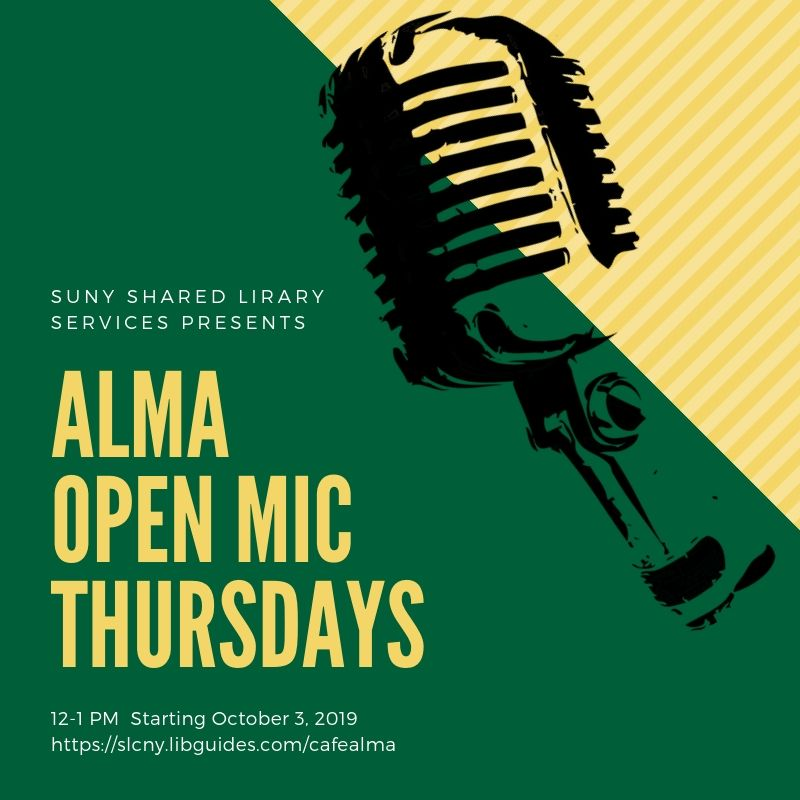 SUNY SHARED LIRARY
SERVICES PRESENTS
ALMA
OPEN MIC
THURSDAYS
12-1 PM  Starting October 3, 2019
https://slcny.libguides.com/cafealma